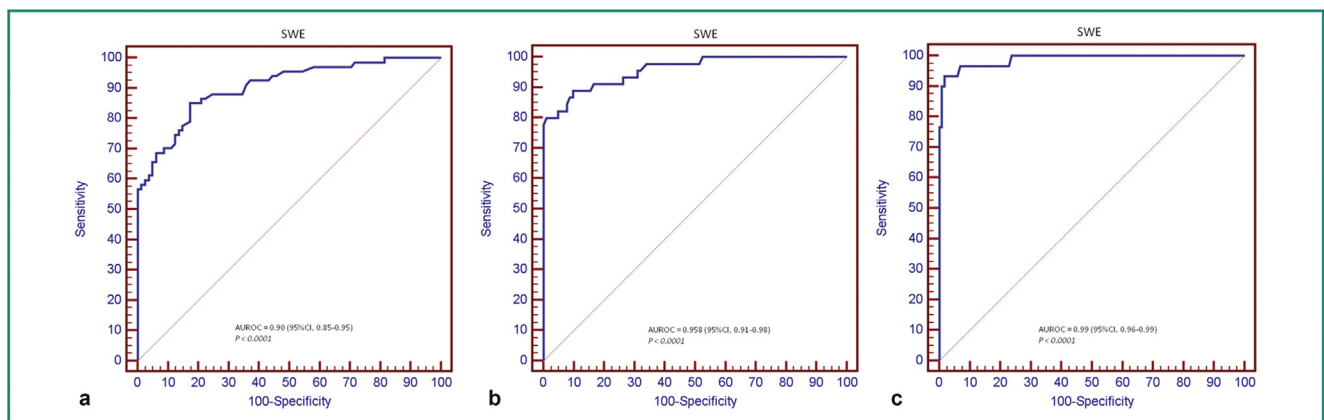 SWE
100
90
80
70
60
50
40
30
20
10
0
Sensitivity
AUROC = 0.90 (95%CI, 0.85-0.95)
P < 0.0001
0 10 20 30 40 50 60 70 80 90 100
100-Specificity
a
SWE
100
90
80
70
60
50
40
30
20
10
0
Sensitivity
AUROC = 0.958 (95%CI, 0.91-0.98)
P < 0.0001
0 10 20 30 40 50 60 70 80 90 100
100-Specificity
b
SWE
100
90
80
70
60
50
40
30
20
10
0
Sensitivity
AUROC = 0.99 (95%CI, 0.96-0.99)
P < 0.0001
0 10 20 30 40 50 60 70 80 90 100
100-Specificity
c